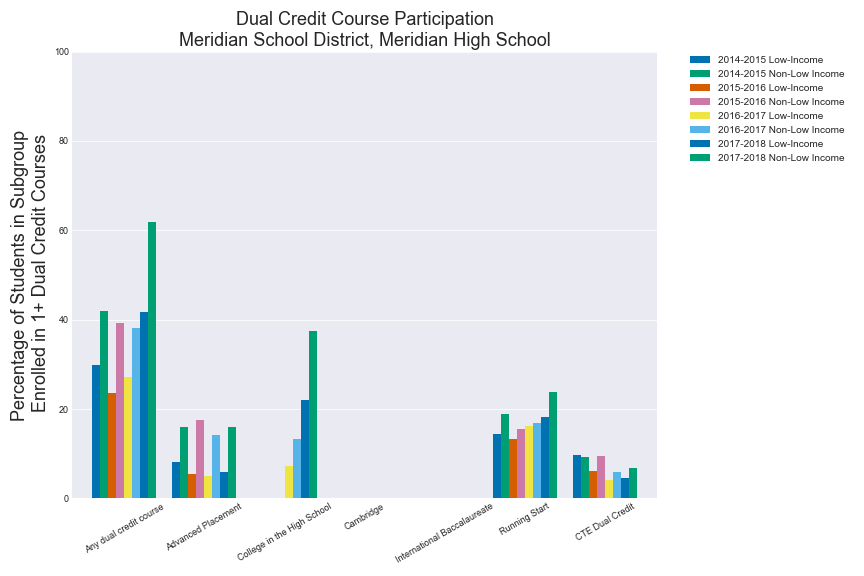 Dual Credit Course Participation
Meridian School District, Meridian High School
Percentage of Students in Subgroup
Enrolled in 1+ Dual Credit Courses
100
80
60
40
20
0
Any dual credit course
Advanced Placement
College in the High School
Cambridge
International Baccalaureate
Running Start
CTE Dual Credit
2014-2015 Low-Income
2014-2015 Non-Low Income
2015-2016 Low-Income
2015-2016 Non-Low Income
2016-2017 Low-Income
2016-2017 Non-Low Income
2017-2018 Low-Income
2017-2018 Non-Low Income